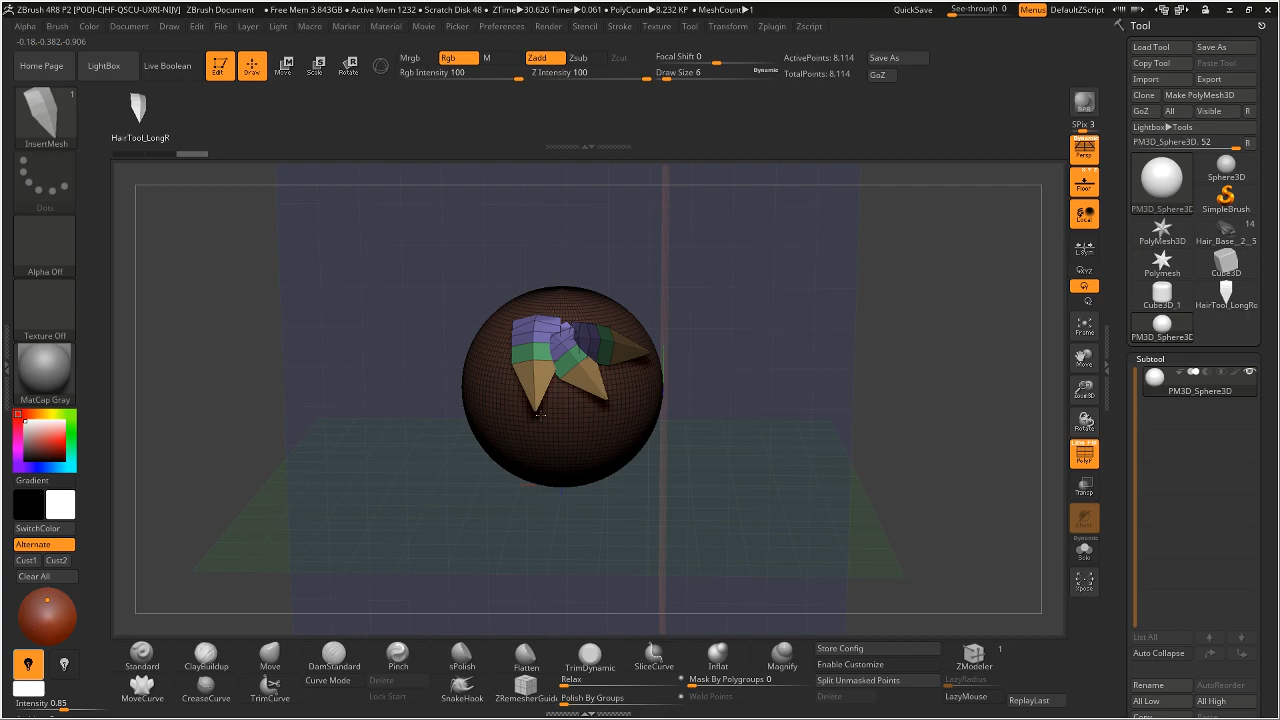 ZBrush 4R8 P2 [PODJ-CJHF-QSCU-UXRI-NIJV] ZBrush Document • Free Mem 3.843GB • Active Mem 1232 • Scratch Disk 48 • ZTime▸30.626 Timer▸0.061 • PolyCount▸8.232 KP • MeshCount▸1 QuickSave See-through 0 Menus DefaultZScript
Alpha Brush Color Document Draw Edit File Layer Light Macro Marker Material Movie Picker Preferences Render Stencil Stroke Texture Tool Transform Zplugin Zscript
-0.18,-0.382,-0.906
Home Page LightBox Live Boolean Edit Draw Move Scale Rotate
Mrgb Rgb M Zadd Zsub Zcut
Rgb Intensity 100 Z Intensity 100
Focal Shift 0
Draw Size 6 Dynamic
ActivePoints: 8.114
TotalPoints: 8.114
Save As
GoZ
1
InsertMesh
HairTool_LongR
Dots
Alpha Off
Texture Off
MatCap Gray
Gradient
SwitchColor
Alternate
Cust1 Cust2
Clear All
Intensity 0.85
BPR
SPix 3
Dynamic
Persp
X Y Z
Floor
Local
L.Sym
XYZ
Frame
Move
Zoom3D
Rotate
Line Fill
PolyF
Transp
Ghost
Dynamic
Solo
Xpose
Tool
Load Tool Save As
Copy Tool Paste Tool
Import Export
Clone Make PolyMesh3D
GoZ All Visible R
Lightbox▸Tools
PM3D_Sphere3D. 52 R
PM3D_Sphere3D Sphere3D
SimpleBrush
14
PolyMesh3D Hair_Base__2__5
Polymesh Cube3D
Cube3D_1 HairTool_LongRo
PM3D_Sphere3D
Subtool
PM3D_Sphere3D
List All
Auto Collapse
Rename AutoReorder
All Low All High
Standard ClayBuildup Move DamStandard Pinch sPolish Flatten TrimDynamic SliceCurve Inflat Magnify
Store Config
Enable Customize
Split Unmasked Points
Delete
ZModeler 1
LazyRadius
LazyMouse
ReplayLast
MoveCurve CreaseCurve TrimCurve
Curve Mode Delete
Lock Start
SnakeHook ZRemesherGuide
Relax
Polish By Groups
Mask By Polygroups 0
Weld Points